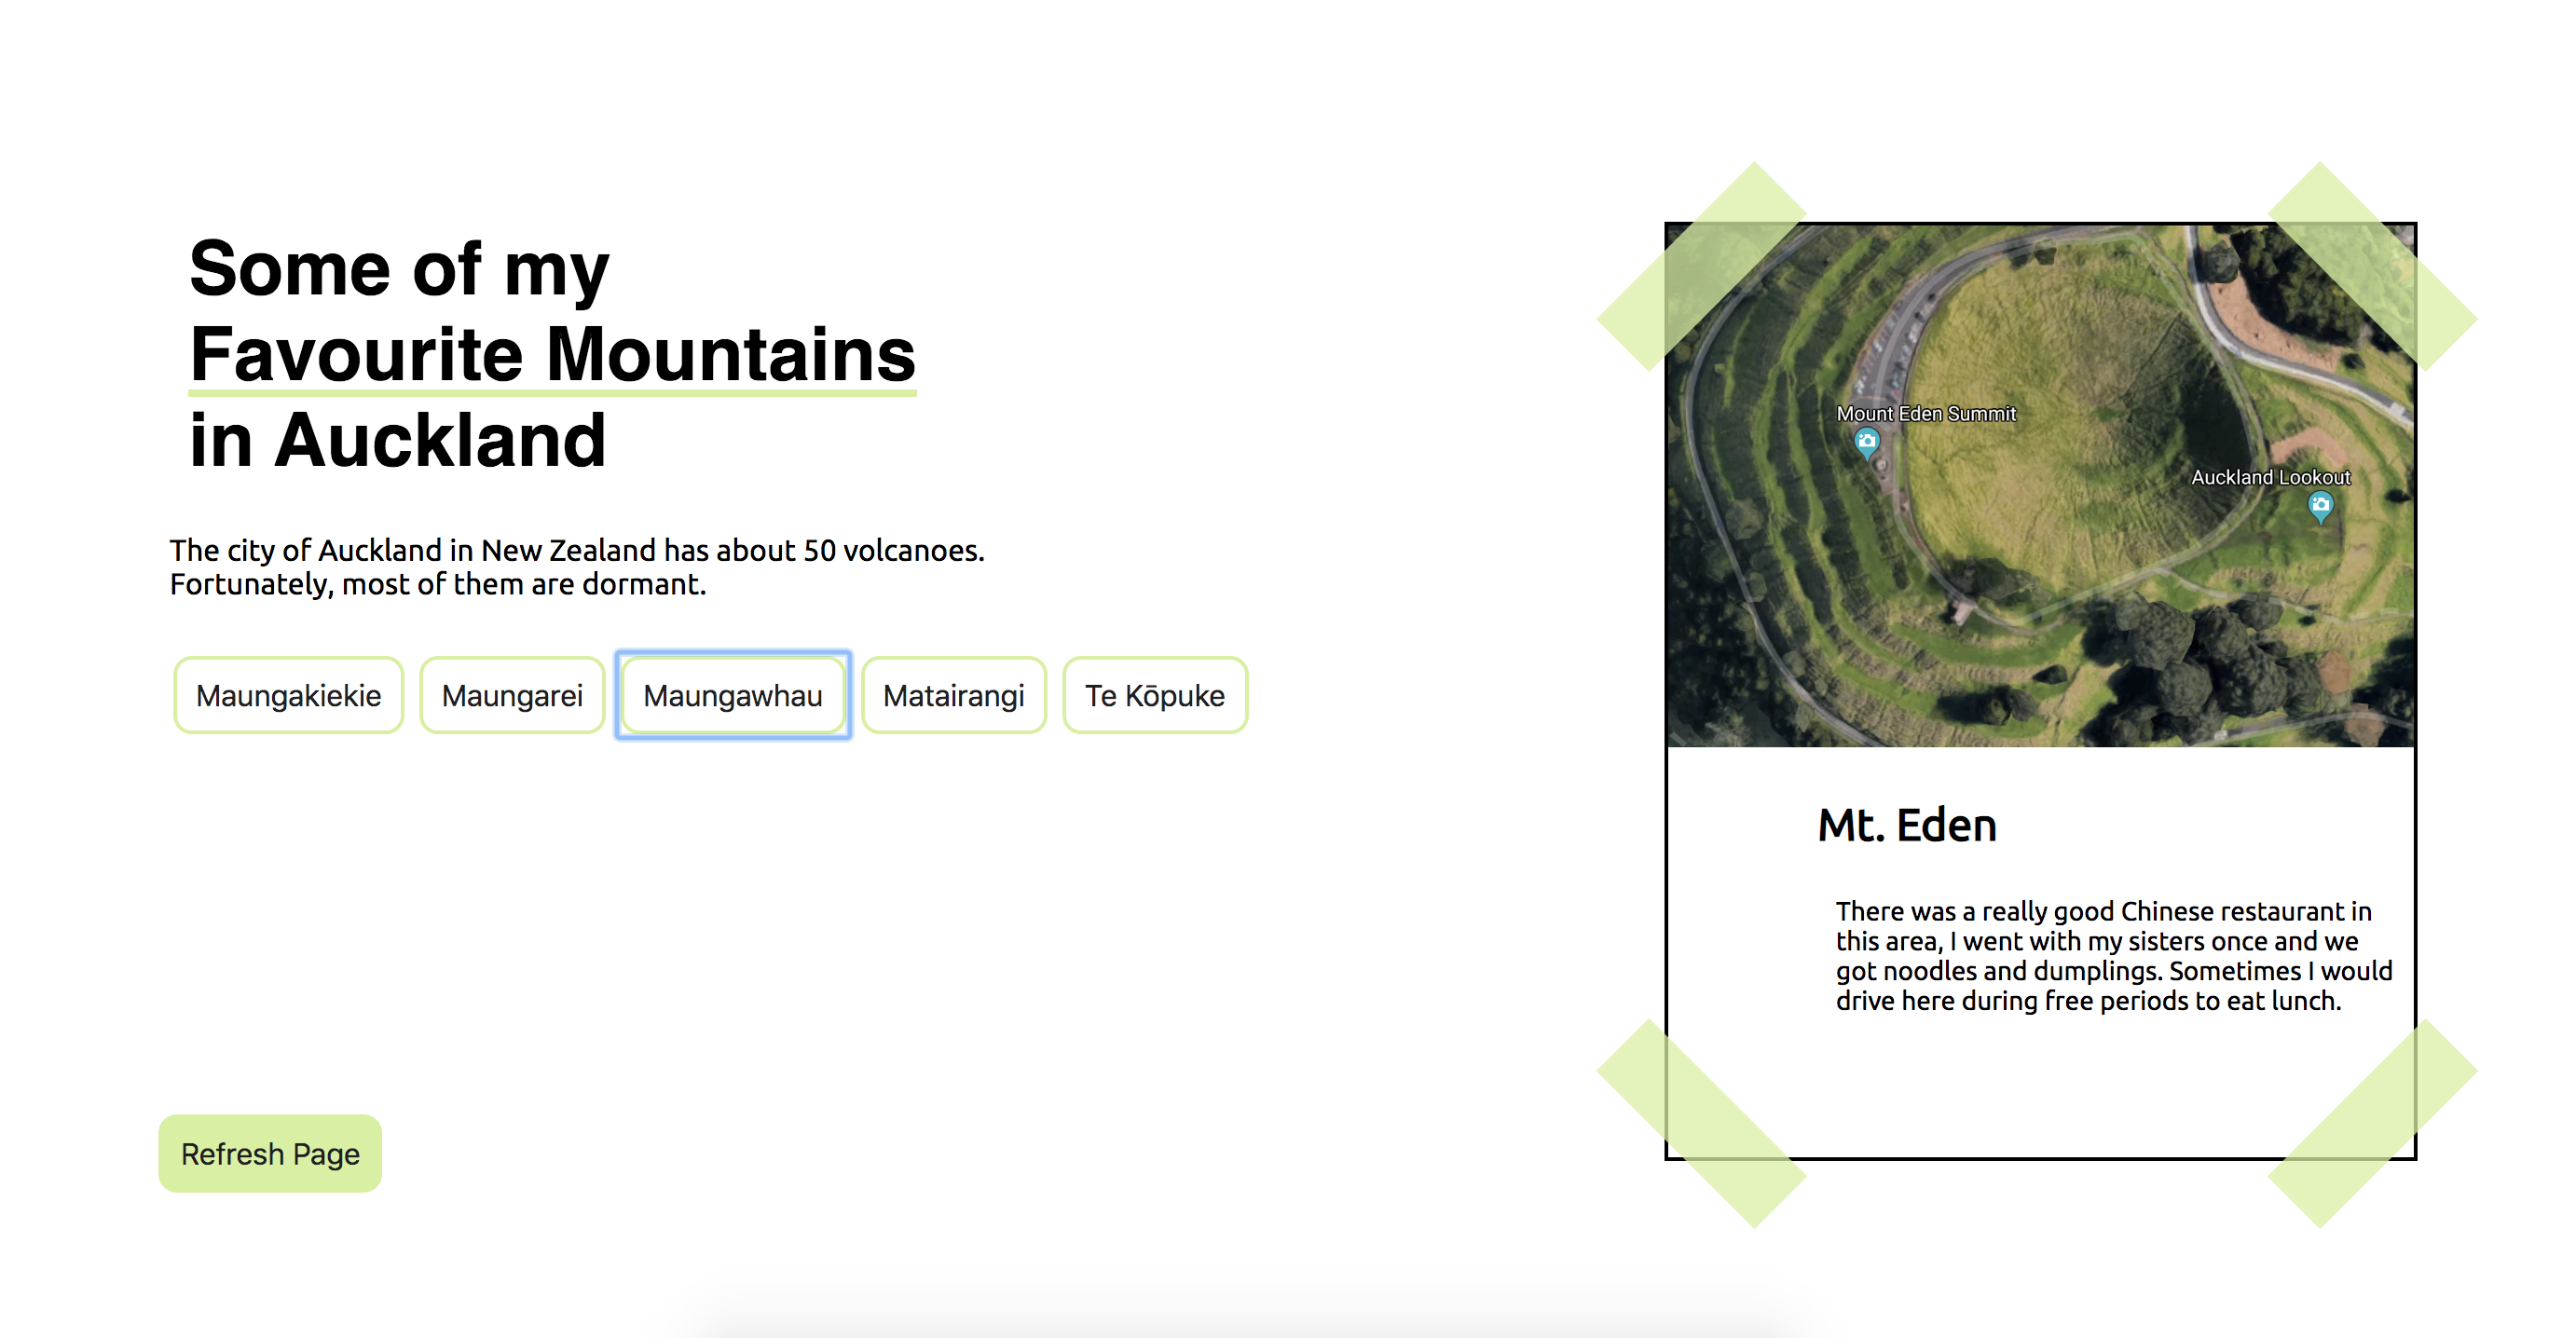 Some of my
Favourite Mountains
in Auckland
The city of Auckland in New Zealand has about 50 volcanoes.
Fortunately, most of them are dormant.
Maungakiekie
Maungarei
Maungawhau
Matairangi
Te Kōpuke
Refresh Page
Mount Eden Summit
Auckland Lookout
Mt. Eden
There was a really good Chinese restaurant in
this area, I went with my sisters once and we
got noodles and dumplings. Sometimes I would
drive here during free periods to eat lunch.